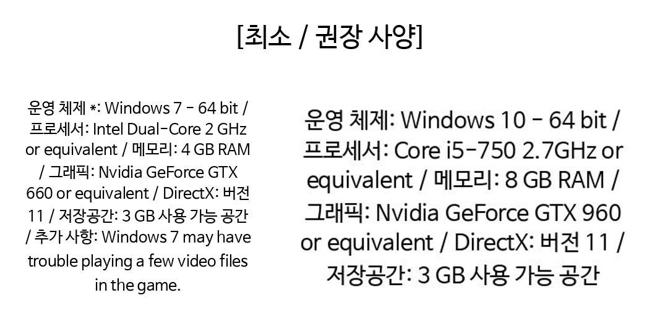 [최소 / 권장 사양]
운영 체제 *: Windows 7 - 64 bit /
프로세서: Intel Dual-Core 2 GHz
or equivalent / 메모리: 4 GB RAM
/ 그래픽: Nvidia GeForce GTX
660 or equivalent / DirectX: 버전
11 / 저장공간: 3 GB 사용 가능 공간
/ 추가 사항: Windows 7 may have
trouble playing a few video files
in the game.
운영 체제: Windows 10 - 64 bit /
프로세서: Core i5-750 2.7GHz or
equivalent / 메모리: 8 GB RAM /
그래픽: Nvidia GeForce GTX 960
or equivalent / DirectX: 버전 11 /
저장공간: 3 GB 사용 가능 공간